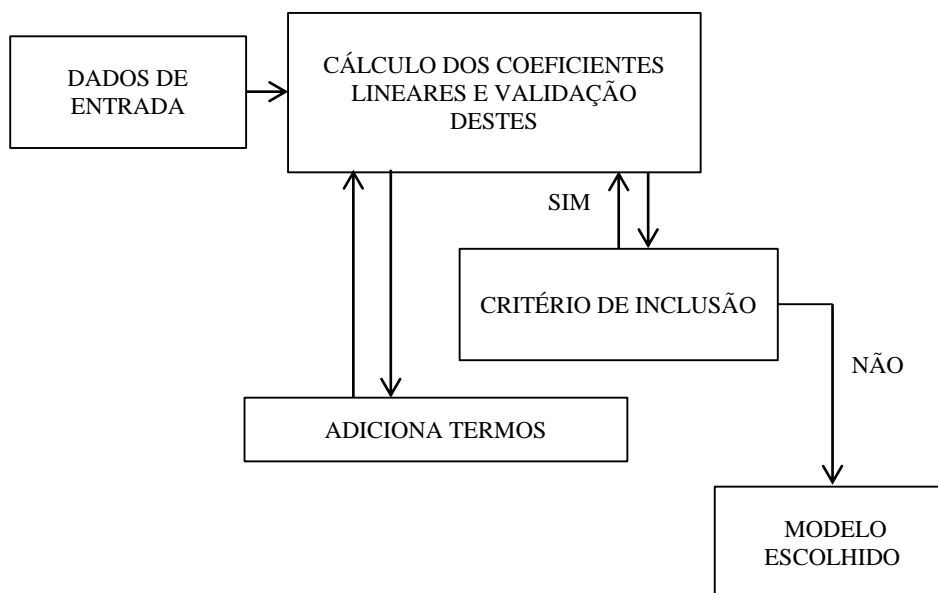 DADOS DE
ENTRADA
CÁLCULO DOS COEFICIENTES
LINEARES E VALIDAÇÃO
DESTES
SIM
CRITÉRIO DE INCLUSÃO
NÃO
ADICIONA TERMOS
MODELO
ESCOLHIDO